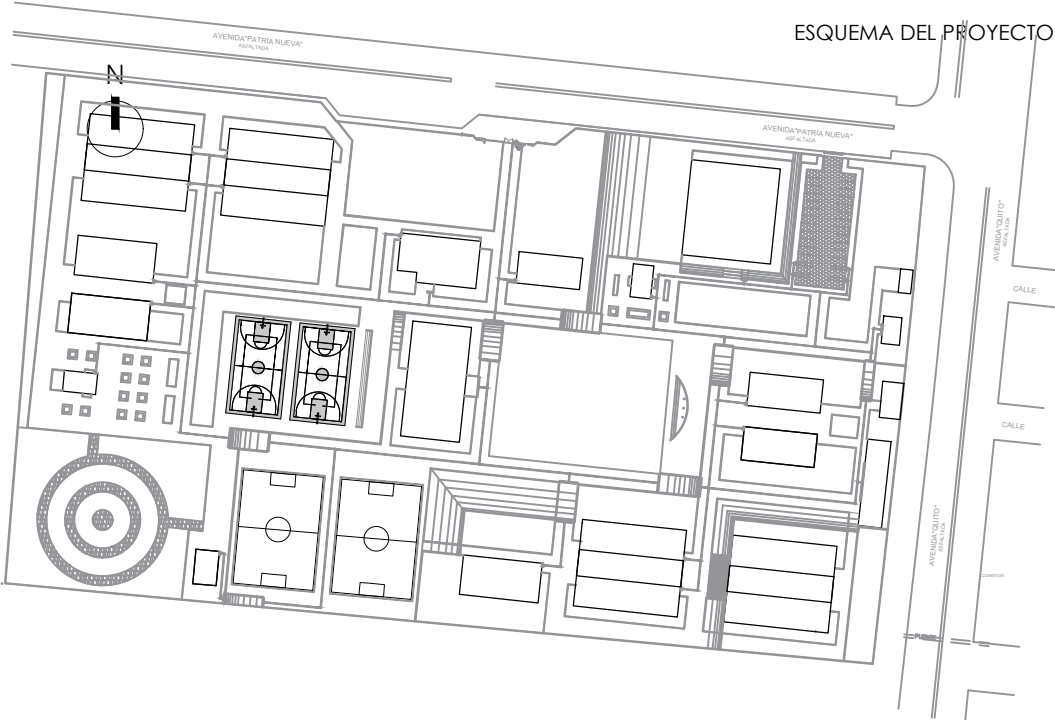 ESQUEMA DEL PROYECTO
AVENIDA"PATRIA NUEVA"
ASFALTADA
N
AVENIDA"PATRIA NUEVA"
ASFALTADA
AVENIDA"QUITO"
ASFALTADA
CALLE
CALLE
AVENIDA"QUITO"
ASFALTADA